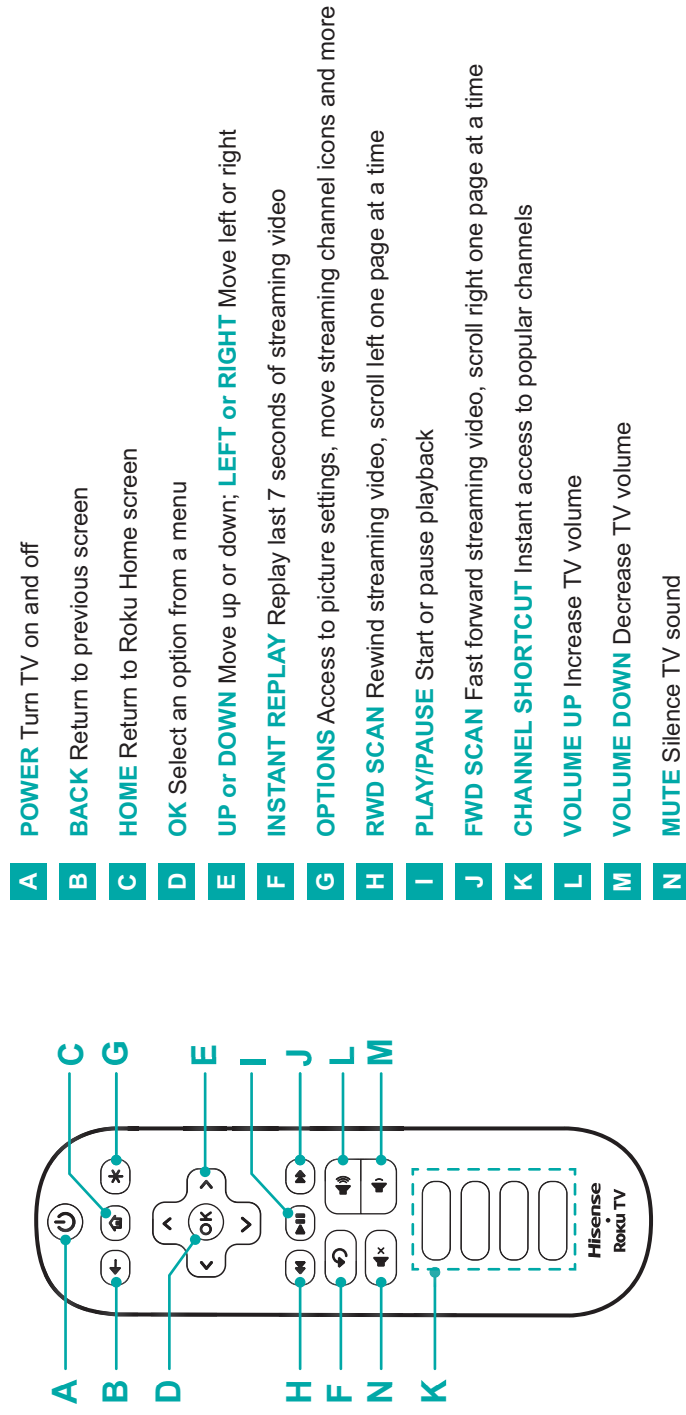 A
B
D
H
F
N
K
C
G
E
I
J
L
M
OK
Hisense
Roku TV
A POWER Turn TV on and off
B BACK Return to previous screen
C HOME Return to Roku Home screen
D OK Select an option from a menu
E UP or DOWN Move up or down; LEFT or RIGHT Move left or right
F INSTANT REPLAY Replay last 7 seconds of streaming video
G OPTIONS Access to picture settings, move streaming channel icons and more
H RWD SCAN Rewind streaming video, scroll left one page at a time
I PLAY/PAUSE Start or pause playback
J FWD SCAN Fast forward streaming video, scroll right one page at a time
K CHANNEL SHORTCUT Instant access to popular channels
L VOLUME UP Increase TV volume
M VOLUME DOWN Decrease TV volume
N MUTE Silence TV sound